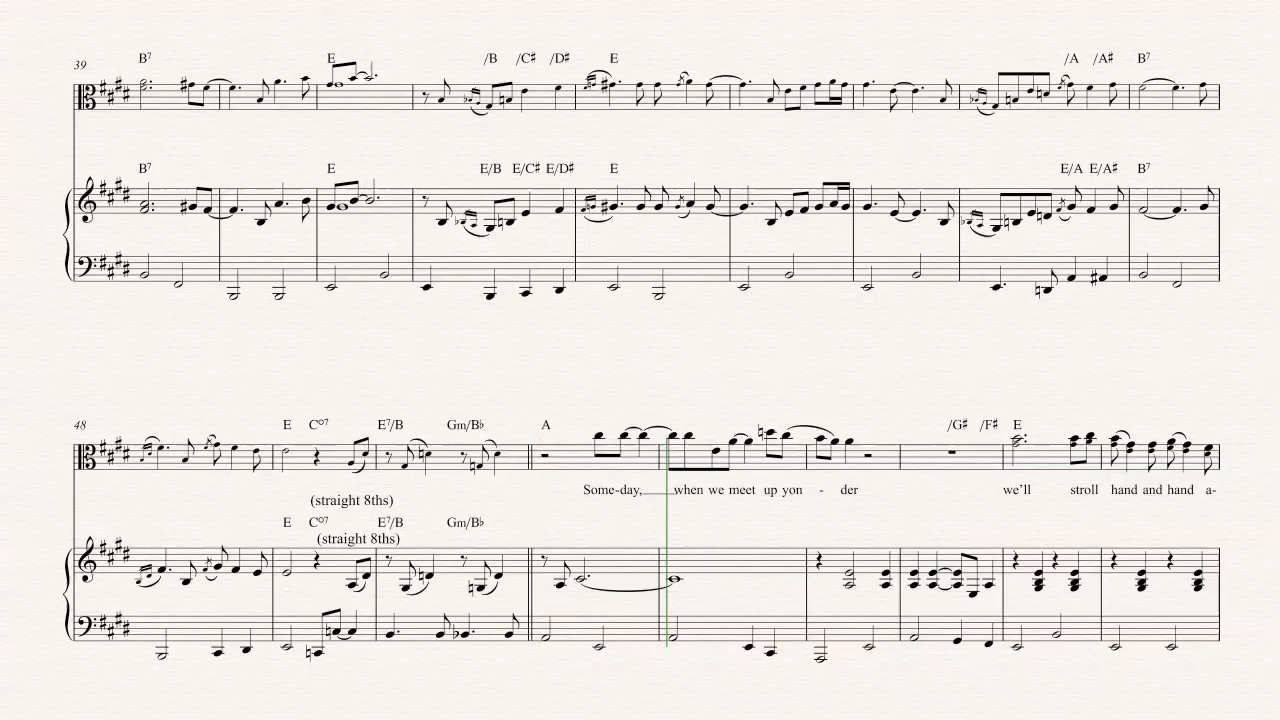 39 B7 E /B /C♯ /D♯ E /A /A♯ B7
B7 E E/B E/C♯ E/D♯ E E/A E/A♯ B7
48 E C°7 E7/B Gm/B♭ A /G♯ /F♯ E
Some-day, when we meet up yon - der we'll stroll hand and hand a-
(straight 8ths)
E C°7 E7/B Gm/B♭
(straight 8ths)